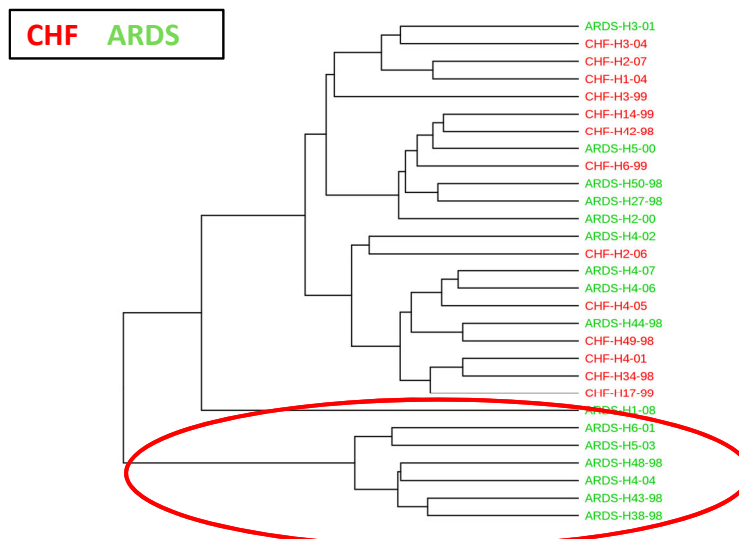 CHF ARDS
ARDS-H3-01
CHF-H3-04
CHF-H2-07
CHF-H1-04
CHF-H3-99
CHF-H14-99
CHF-H42-98
ARDS-H5-00
CHF-H6-99
ARDS-H50-98
ARDS-H27-98
ARDS-H2-00
ARDS-H4-02
CHF-H2-06
ARDS-H4-07
ARDS-H4-06
CHF-H4-05
ARDS-H44-98
CHF-H49-98
CHF-H4-01
CHF-H34-98
CHF-H17-99
ARDS-H1-08
ARDS-H6-01
ARDS-H5-03
ARDS-H48-98
ARDS-H4-04
ARDS-H43-98
ARDS-H38-98